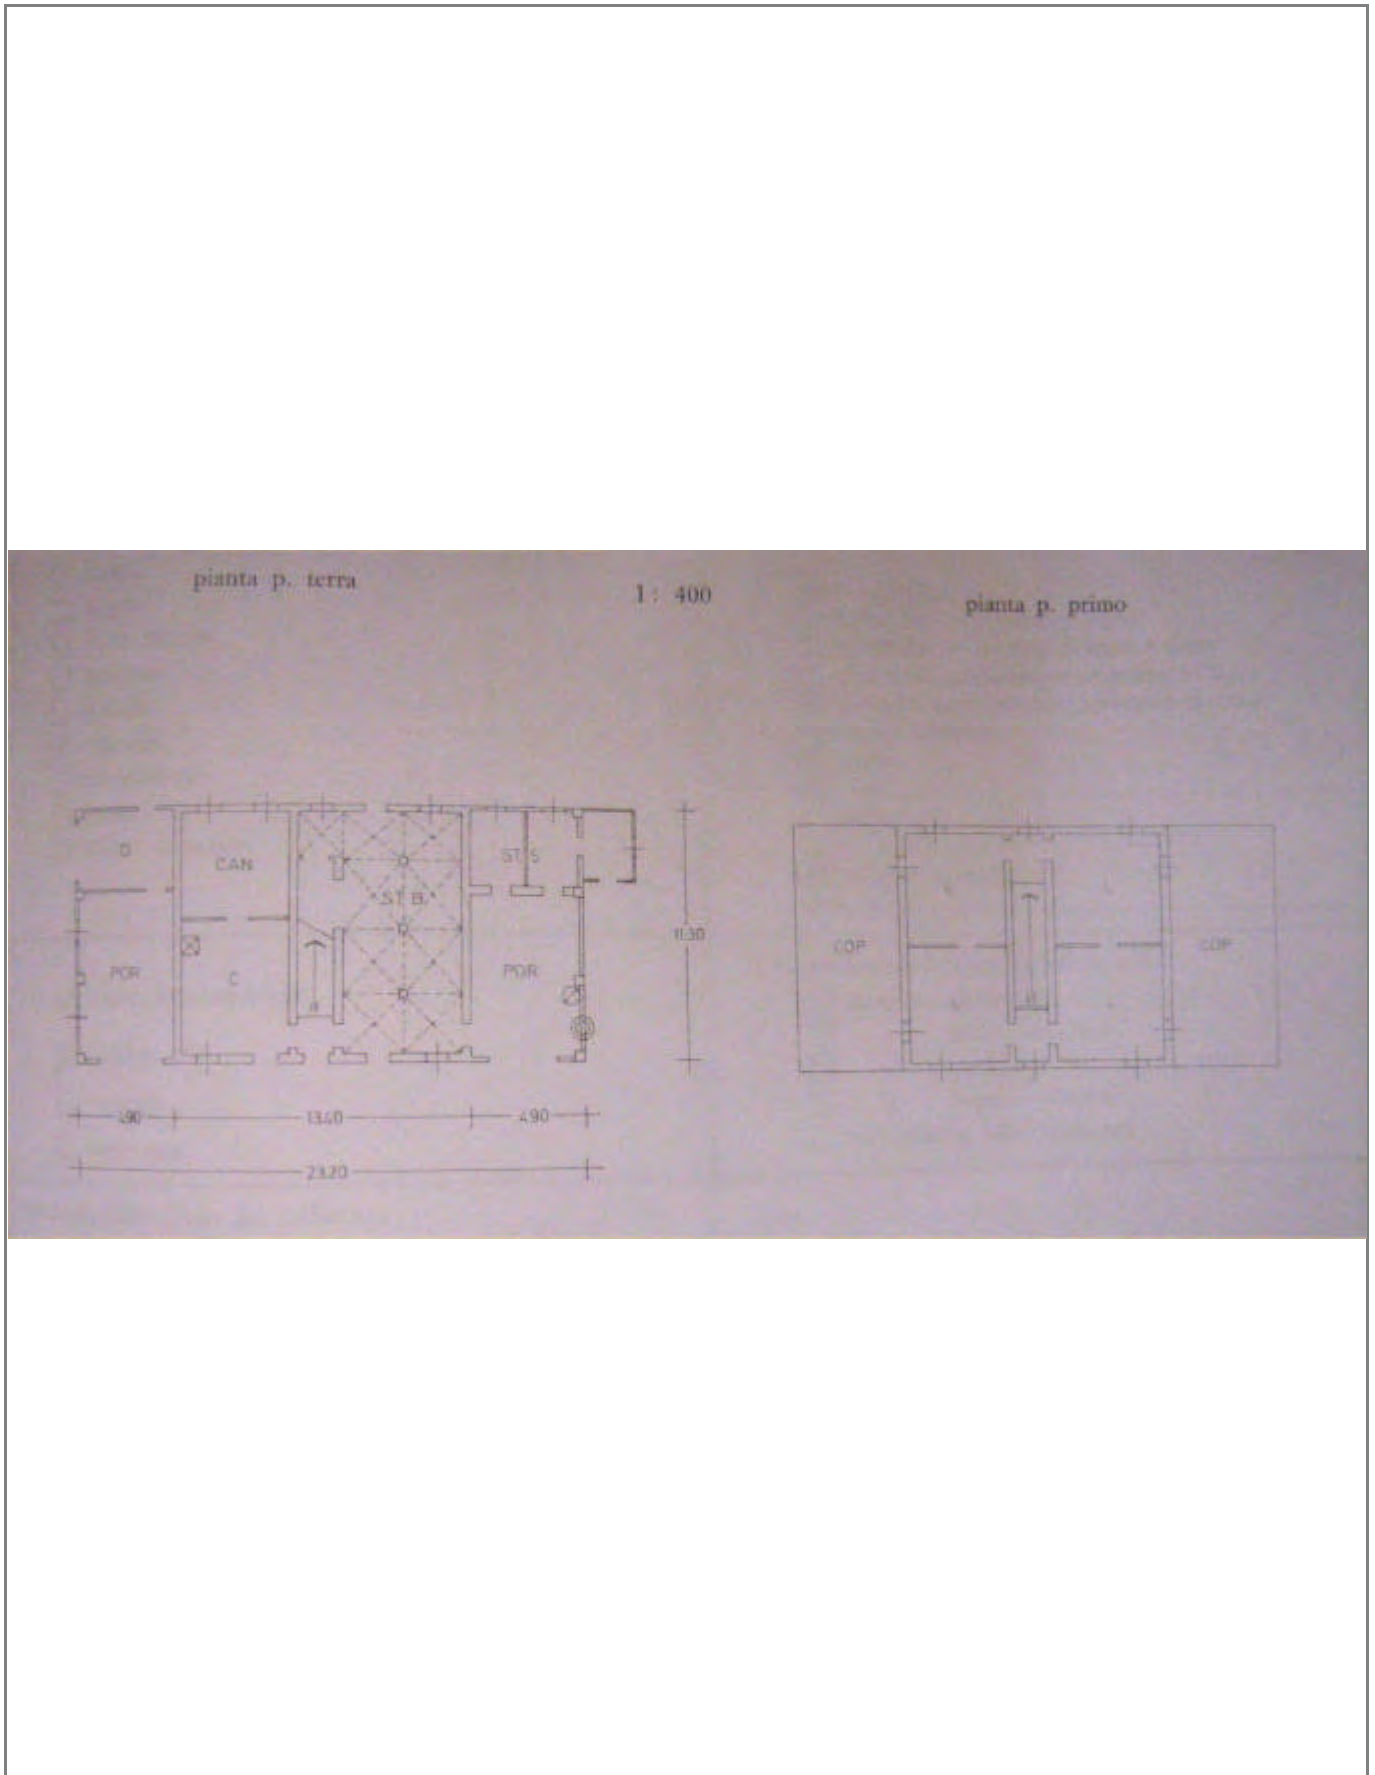 pianta p. terra
1: 400
pianta p. primo
D
CAN
ST. S
ST. B.
POR
C
POR
11.30
4.90
13.40
4.90
23.20
COP
COP